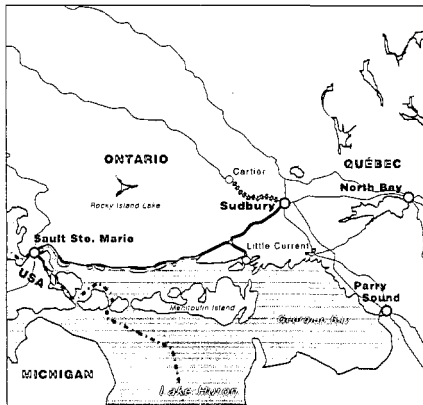 ONTARIO
Cartier
QUÉBEC
Rocky Island Lake
Sudbury
North Bay
Sault Ste. Marie
Little Current
USA
Manitoulin Island
Parry
Sound
Georgian Bay
MICHIGAN
Lake Huron